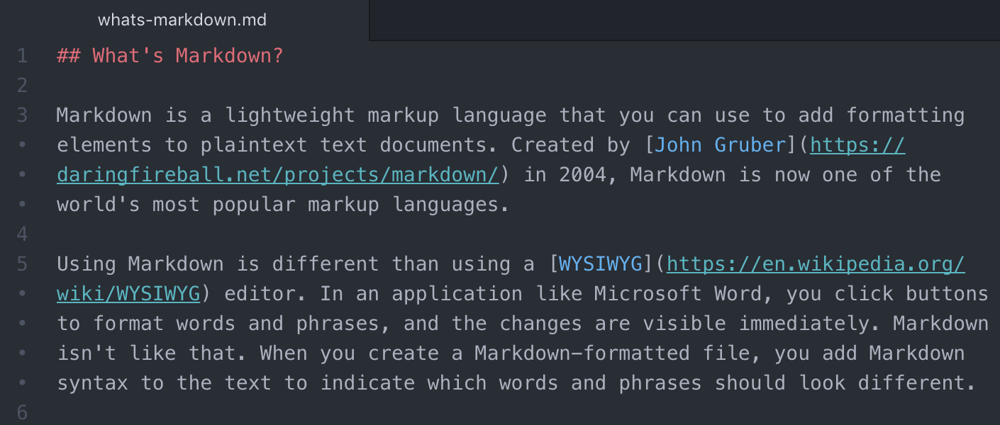 whats-markdown.md
1 ## What's Markdown?
2
3 Markdown is a lightweight markup language that you can use to add formatting
• elements to plaintext text documents. Created by [John Gruber](https://
• daringfireball.net/projects/markdown/) in 2004, Markdown is now one of the
• world's most popular markup languages.
4
5 Using Markdown is different than using a [WYSIWYG](https://en.wikipedia.org/
• wiki/WYSIWYG) editor. In an application like Microsoft Word, you click buttons
• to format words and phrases, and the changes are visible immediately. Markdown
• isn't like that. When you create a Markdown-formatted file, you add Markdown
• syntax to the text to indicate which words and phrases should look different.
6